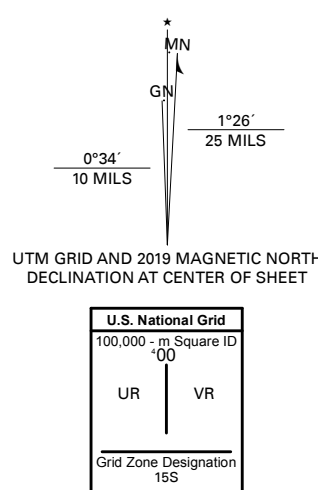 ★
MN
GN
1°26´
25 MILS
0°34´
10 MILS
UTM GRID AND 2019 MAGNETIC NORTH
DECLINATION AT CENTER OF SHEET
U.S. National Grid
100,000 - m Square ID
⁴00
UR VR
Grid Zone Designation
15S